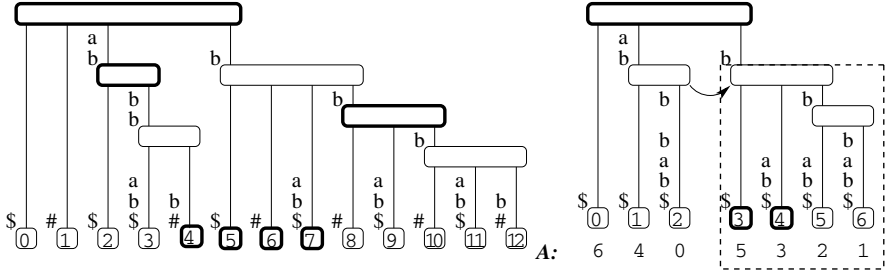 a a
b b b b
b b b
b
b b b
a a a a
a a a a b b b b
b b b b b b $ $ $ $ $ $ $
$ # $ $ # $ # $ # $ # $ # 0 1 2 3 4 5 6
0 1 2 3 4 5 6 7 8 9 10 11 12
A: 6 4 0 5 3 2 1